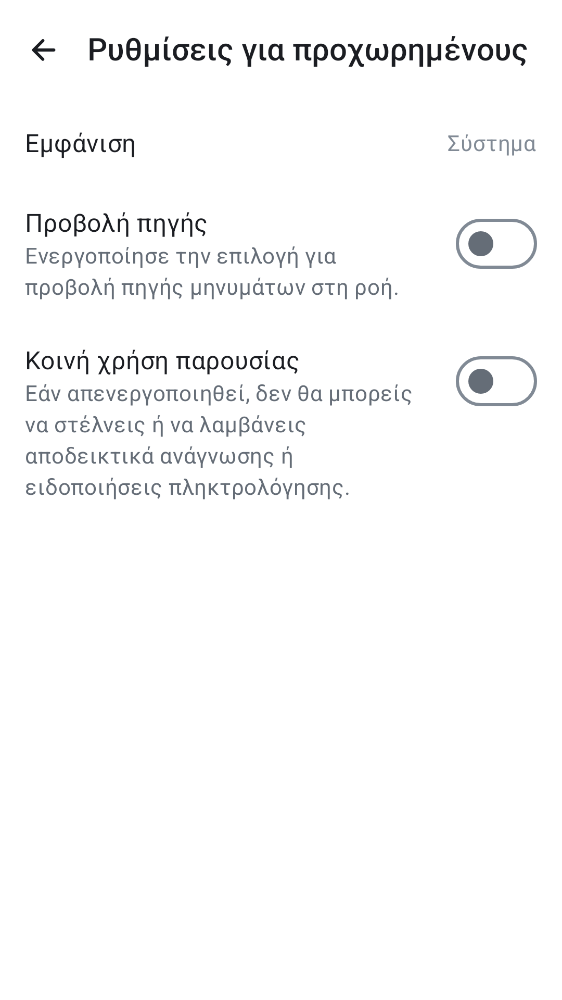 Ρυθμίσεις για προχωρημένους
Εμφάνιση Σύστημα
Προβολή πηγής
Ενεργοποίησε την επιλογή για
προβολή πηγής μηνυμάτων στη ροή.
Κοινή χρήση παρουσίας
Εάν απενεργοποιηθεί, δεν θα μπορείς
να στέλνεις ή να λαμβάνεις
αποδεικτικά ανάγνωσης ή
ειδοποιήσεις πληκτρολόγησης.